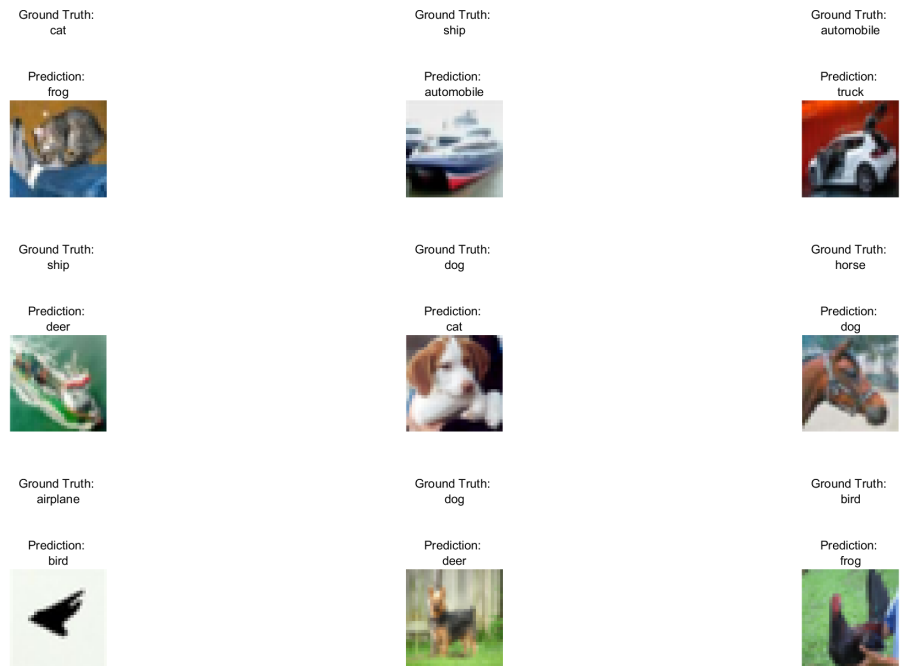 Ground Truth:
cat
Prediction:
frog
Ground Truth:
ship
Prediction:
automobile
Ground Truth:
automobile
Prediction:
truck
Ground Truth:
ship
Prediction:
deer
Ground Truth:
dog
Prediction:
cat
Ground Truth:
horse
Prediction:
dog
Ground Truth:
airplane
Prediction:
bird
Ground Truth:
dog
Prediction:
deer
Ground Truth:
bird
Prediction:
frog